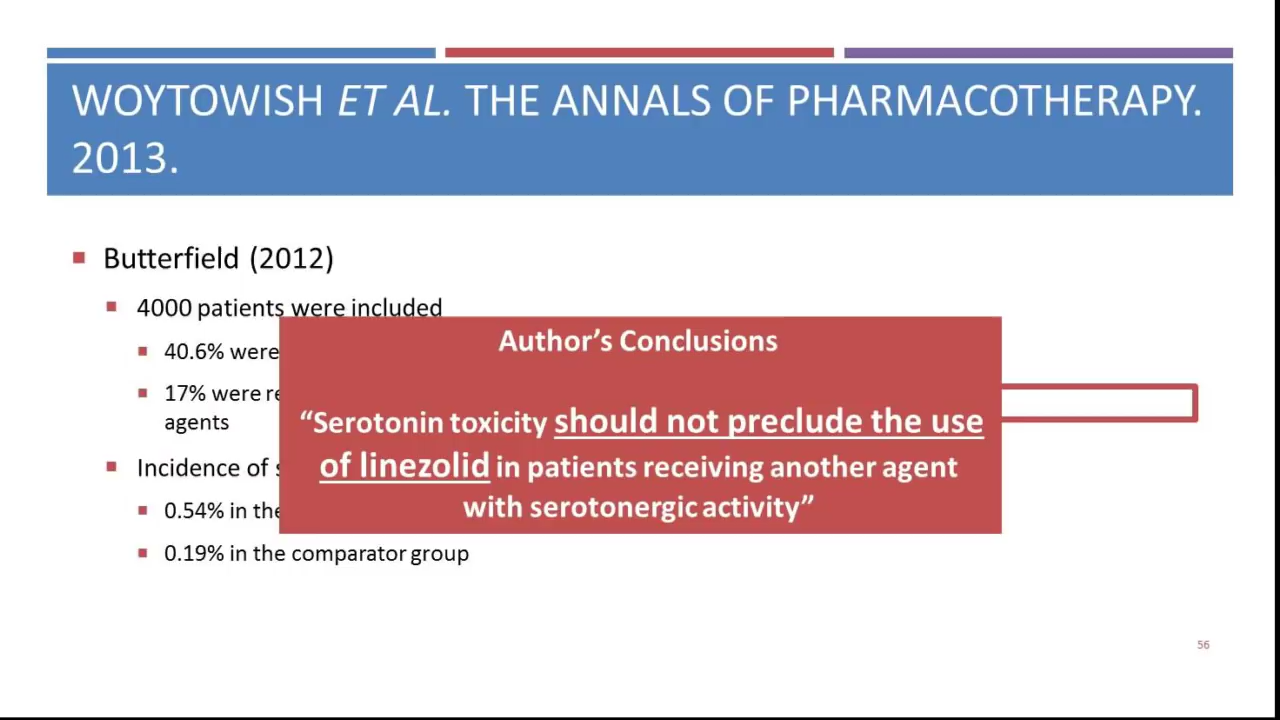 WOYTOWISH ET AL. THE ANNALS OF PHARMACOTHERAPY.
2013.
Butterfield (2012)
4000 patients were included
40.6% were
17% were
agents
Incidence of
0.54% in the
0.19% in the comparator group
Author’s Conclusions
“Serotonin toxicity should not preclude the use
of linezolid in patients receiving another agent
with serotonergic activity”
56